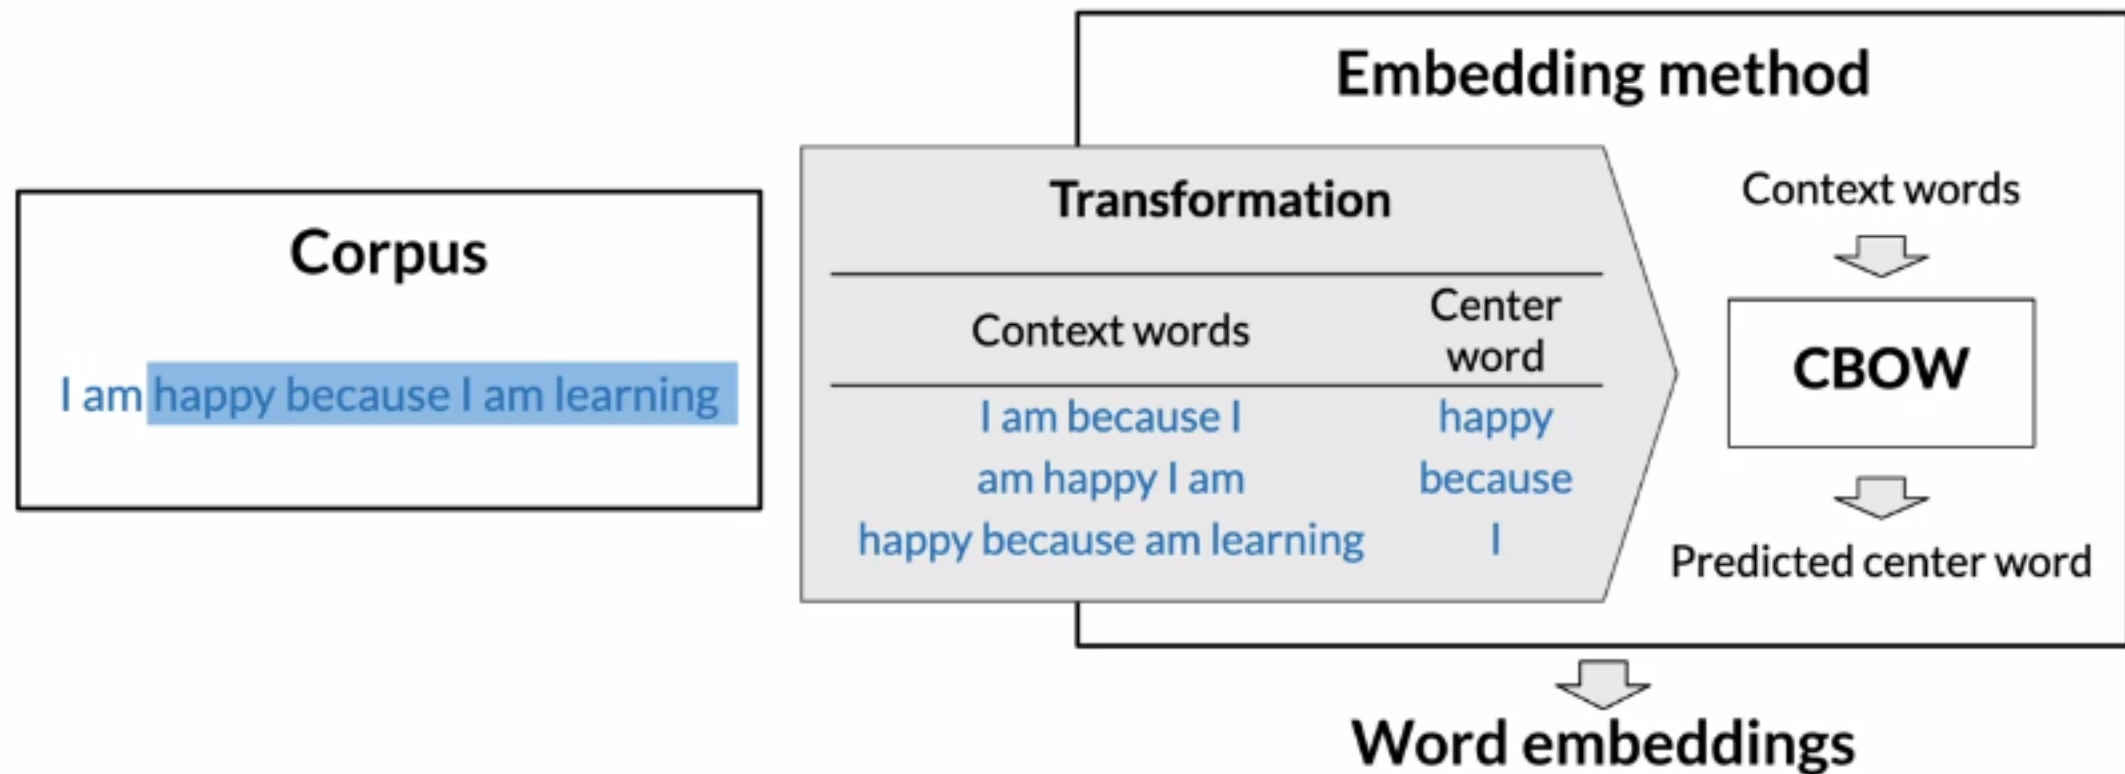 Embedding method
Corpus
I am happy because I am learning
Transformation
Context words Center word
I am because I happy
am happy I am because
happy because am learning I
Context words
CBOW
Predicted center word
Word embeddings